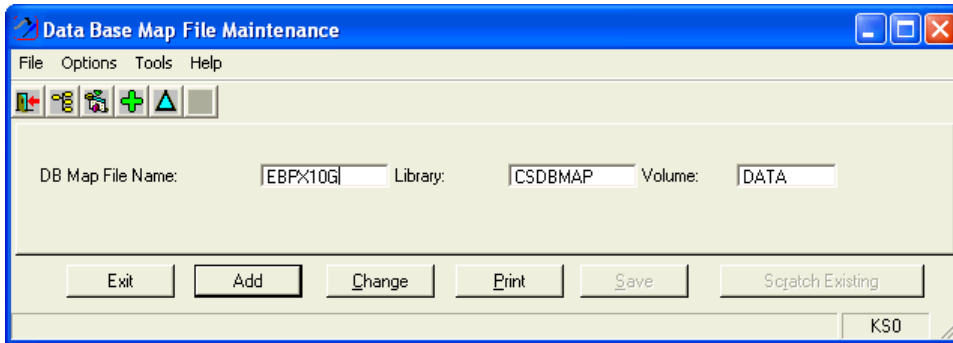 Data Base Map File Maintenance
File Options Tools Help
DB Map File Name: EBPX10G Library: CSDBMAP Volume: DATA
Exit Add Change Print Save Scratch Existing
KS0